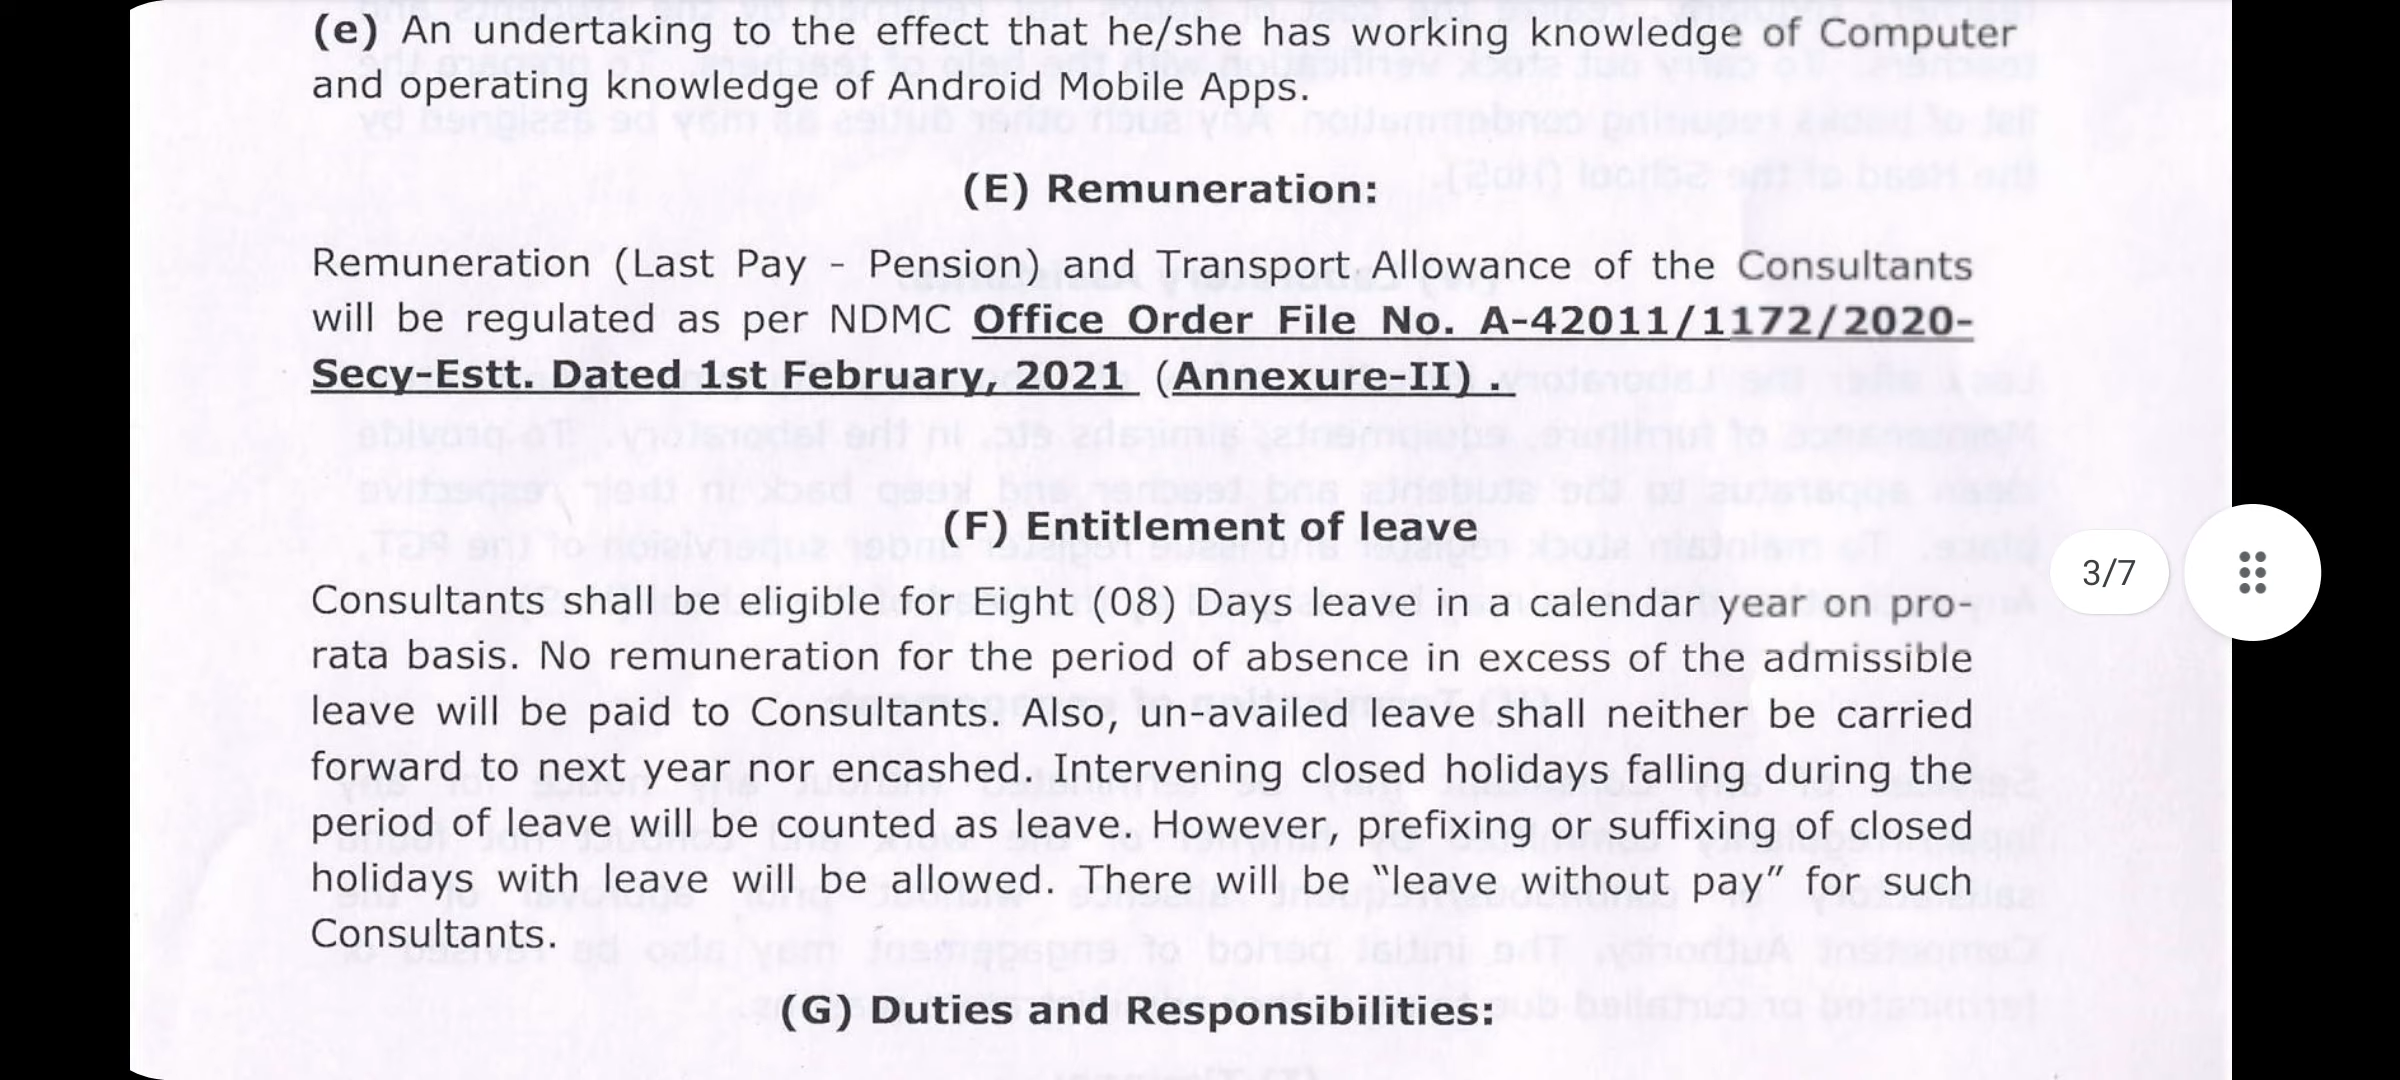 (e) An undertaking to the effect that he/she has working knowledge of Computer
and operating knowledge of Android Mobile Apps.
(E) Remuneration:
Remuneration (Last Pay - Pension) and Transport Allowance of the Consultants
will be regulated as per NDMC Office Order File No. A-42011/1172/2020-
Secy-Estt. Dated 1st February, 2021 (Annexure-II) .
(F) Entitlement of leave
Consultants shall be eligible for Eight (08) Days leave in a calendar year on pro-
rata basis. No remuneration for the period of absence in excess of the admissible
leave will be paid to Consultants. Also, un-availed leave shall neither be carried
forward to next year nor encashed. Intervening closed holidays falling during the
period of leave will be counted as leave. However, prefixing or suffixing of closed
holidays with leave will be allowed. There will be “leave without pay” for such
Consultants.
(G) Duties and Responsibilities:
3/7